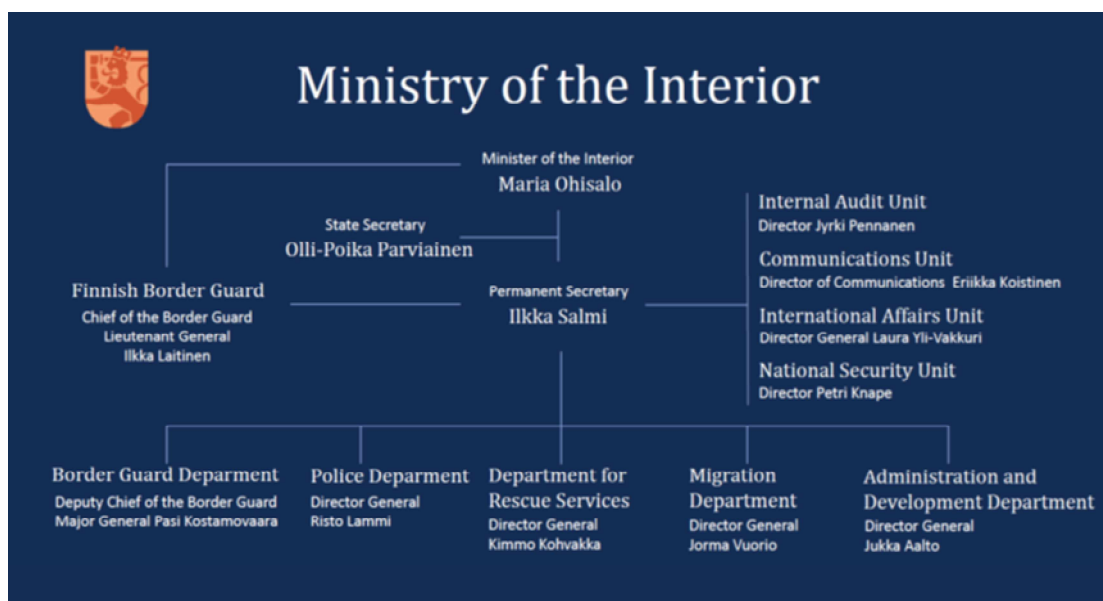 Ministry of the Interior
Minister of the Interior
Maria Ohisalo
State Secretary
Olli-Poika Parviainen
Finnish Border Guard
Chief of the Border Guard
Lieutenant General
Ilkka Laitinen
Permanent Secretary
Ilkka Salmi
Internal Audit Unit
Director Jyrki Pennanen
Communications Unit
Director of Communications Eriikka Koistinen
International Affairs Unit
Director General Laura Yli-Vakkuri
National Security Unit
Director Petri Knape
Border Guard Deparment
Deputy Chief of the Border Guard
Major General Pasi Kostamovaara
Police Deparment
Director General
Risto Lammi
Department for
Rescue Services
Director General
Kimmo Kohvakka
Migration
Department
Director General
Jorma Vuorio
Administration and
Development Department
Director General
Jukka Aalto